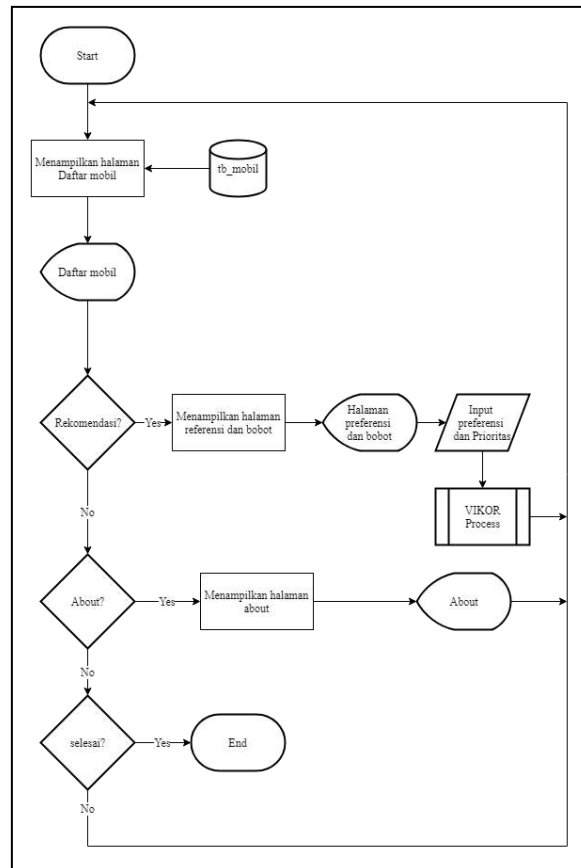 Start
Menampilkan halaman
Daftar mobil
tb_mobil
Daftar mobil
Rekomendasi?
Yes
Menampilkan halaman
referensi dan bobot
Halaman
preferensi
dan bobot
Input
preferensi
dan Prioritas
VIKOR
Process
No
About?
Yes
Menampilkan halaman
about
About
No
selesai?
Yes
End
No